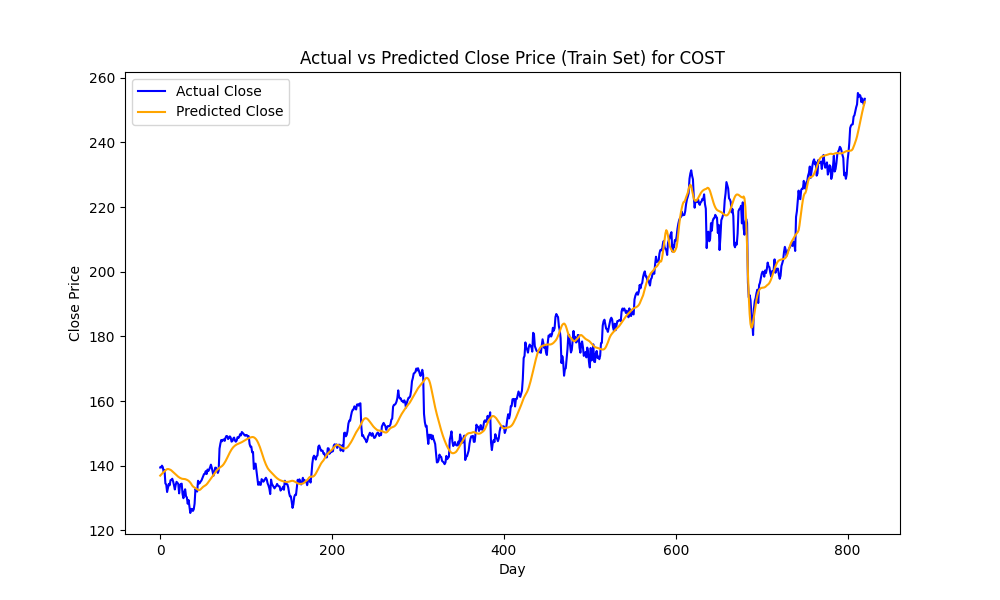 Actual vs Predicted Close Price (Train Set) for COST
Actual Close
Predicted Close
260
240
220
200
180
160
140
120
Close Price
0
200
400
600
800
Day